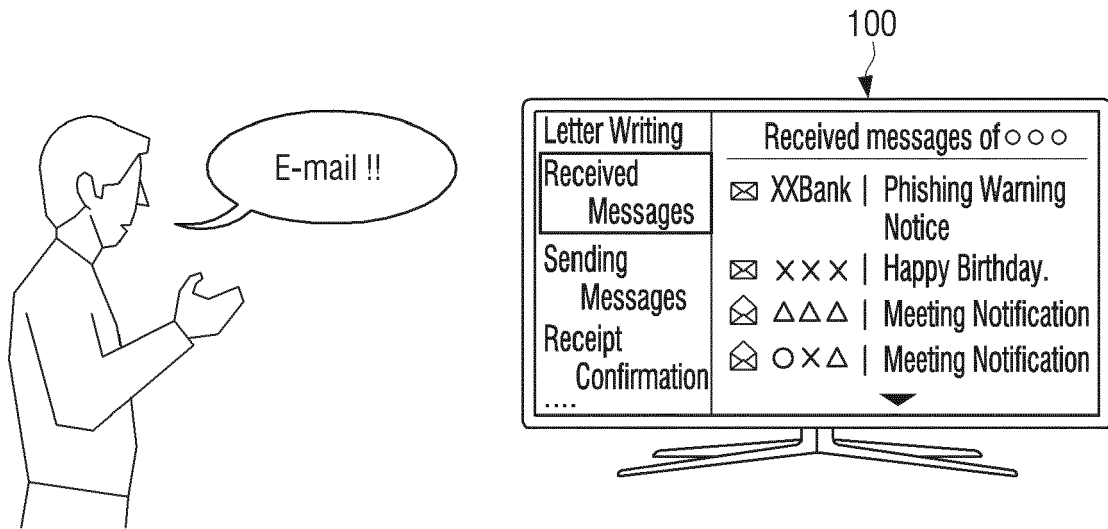 100
E-mail !!
Letter Writing
Received
Messages
Sending
Messages
Receipt
Confirmation
....
Received messages of ○○○
XXBank | Phishing Warning
Notice
××× | Happy Birthday.
△△△ | Meeting Notification
○×△ | Meeting Notification